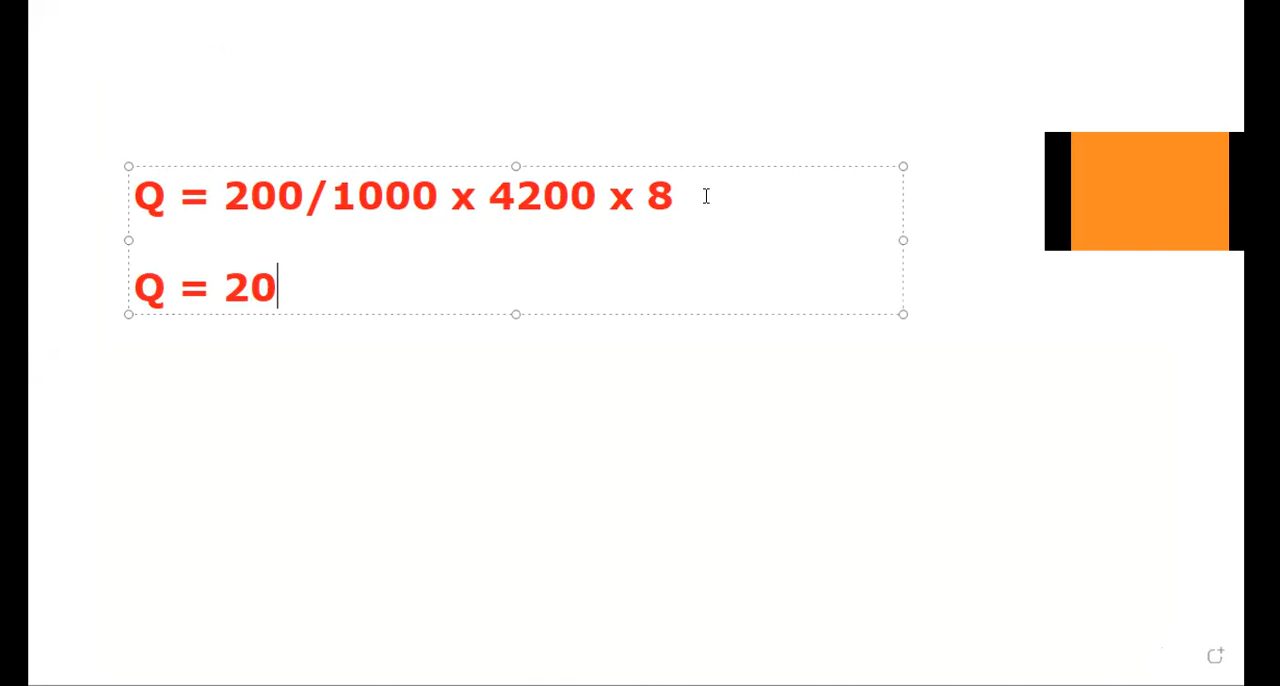 Q = 200/1000 x 4200 x 8
Q = 20